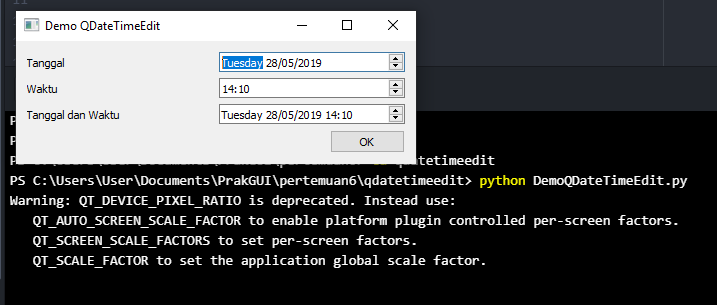 11
Demo QDateTimeEdit
Tanggal
Tuesday 28/05/2019
Waktu
14:10
Tanggal dan Waktu
Tuesday 28/05/2019 14:10
OK
qdatetimeedit
PS C:\Users\User\Documents\PrakGUI\pertemuan6\qdatetimeedit> python DemoQDateTimeEdit.py
Warning: QT_DEVICE_PIXEL_RATIO is deprecated. Instead use:
QT_AUTO_SCREEN_SCALE_FACTOR to enable platform plugin controlled per-screen factors.
QT_SCREEN_SCALE_FACTORS to set per-screen factors.
QT_SCALE_FACTOR to set the application global scale factor.